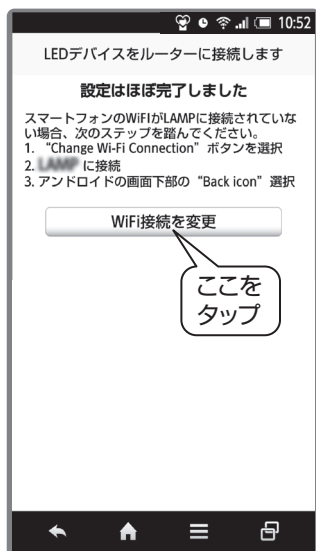 10:52
LEDデバイスをルーターに接続します
設定はほぼ完了しました
スマートフォンのWiFiがLAMPに接続されていな
い場合、次のステップを踏んでください。
1. “Change Wi-Fi Connection”ボタンを選択
2. LAMP に接続
3. アンドロイドの画面下部の“Back icon”選択
WiFi接続を変更
ここを
タップ